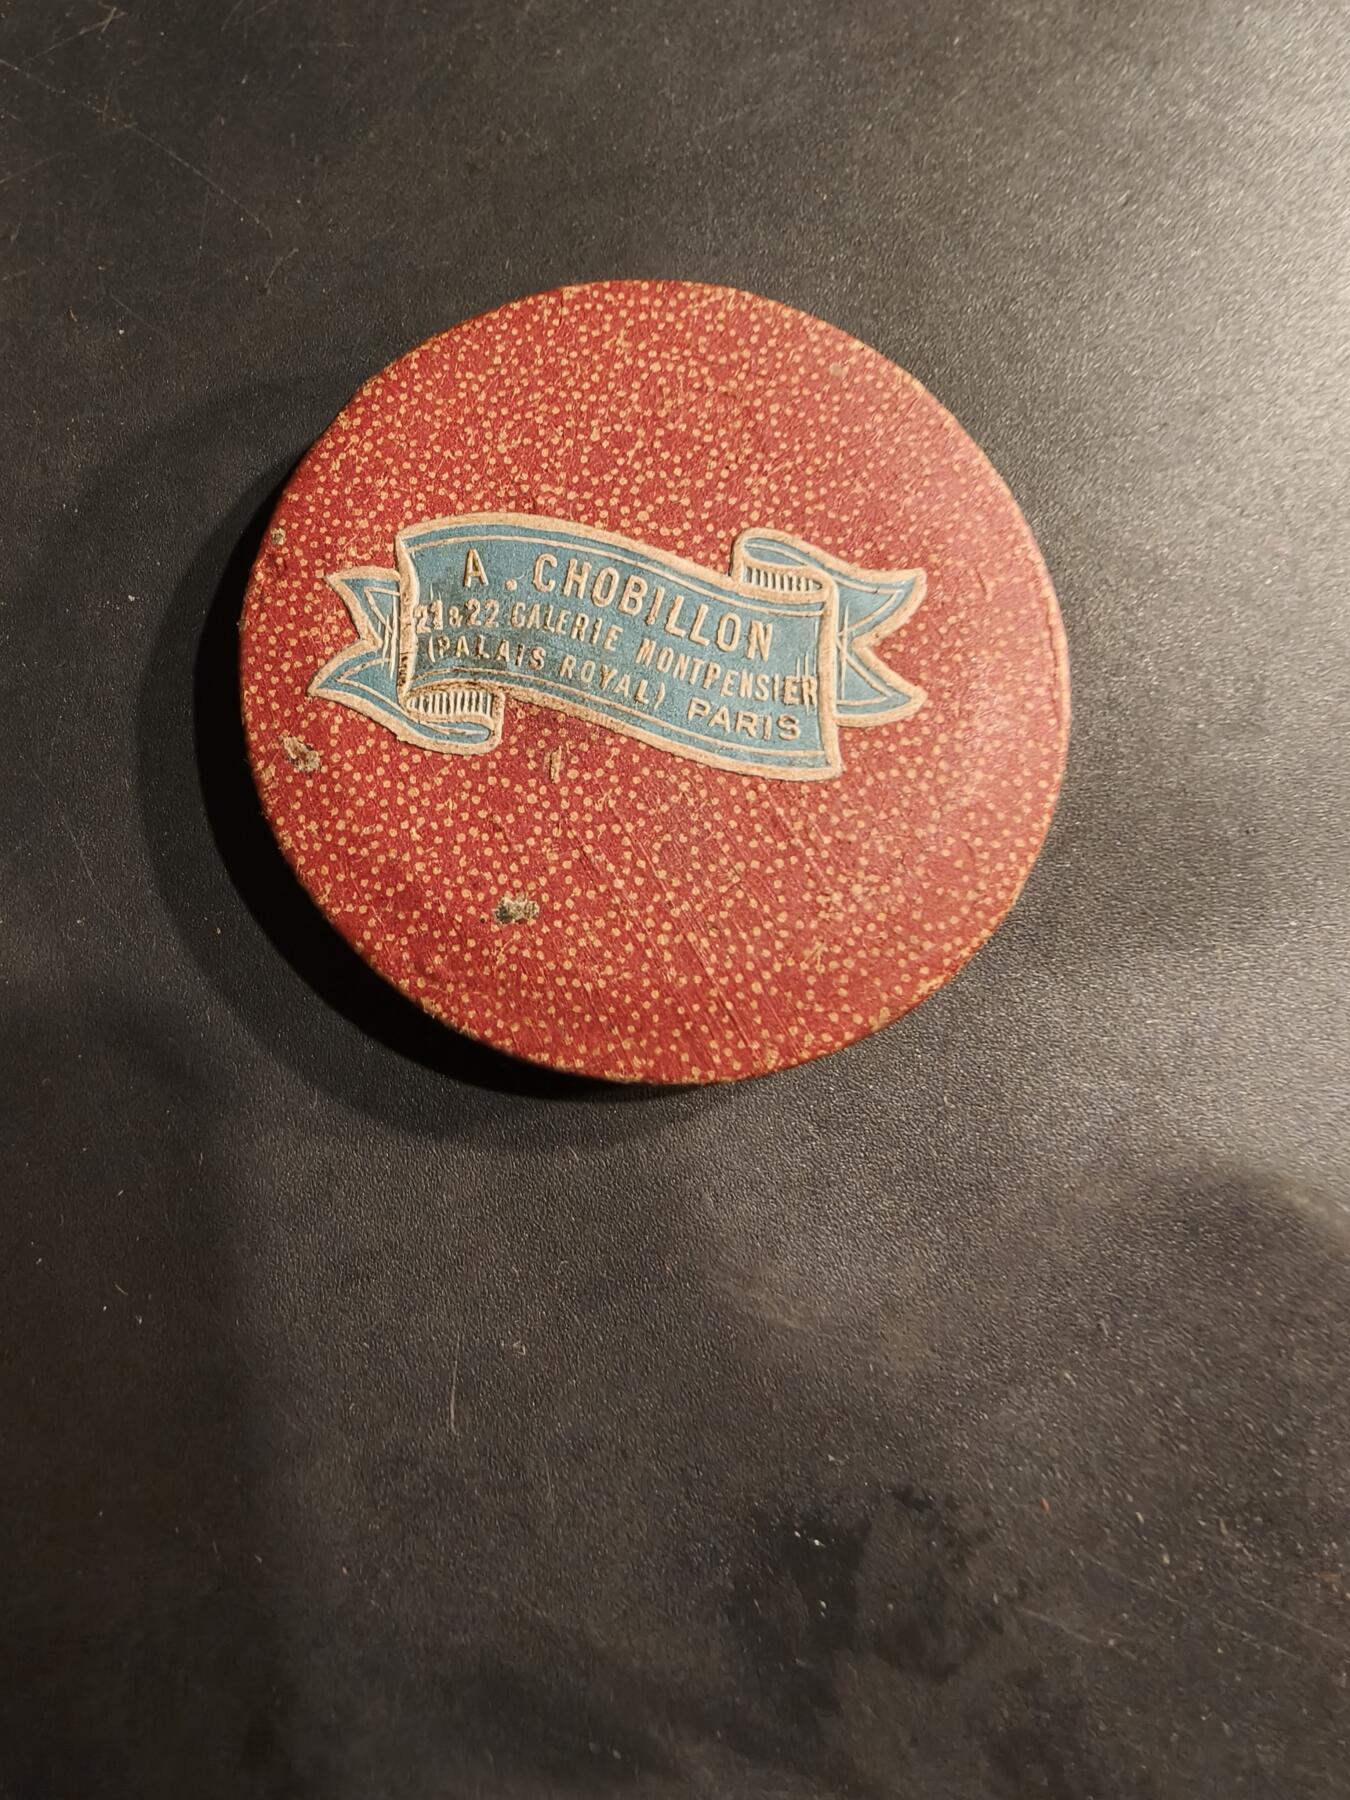 A. CHOBILLON
21 & 22 GALERIE MONTPENSIER
(PALAIS ROYAL) PARIS